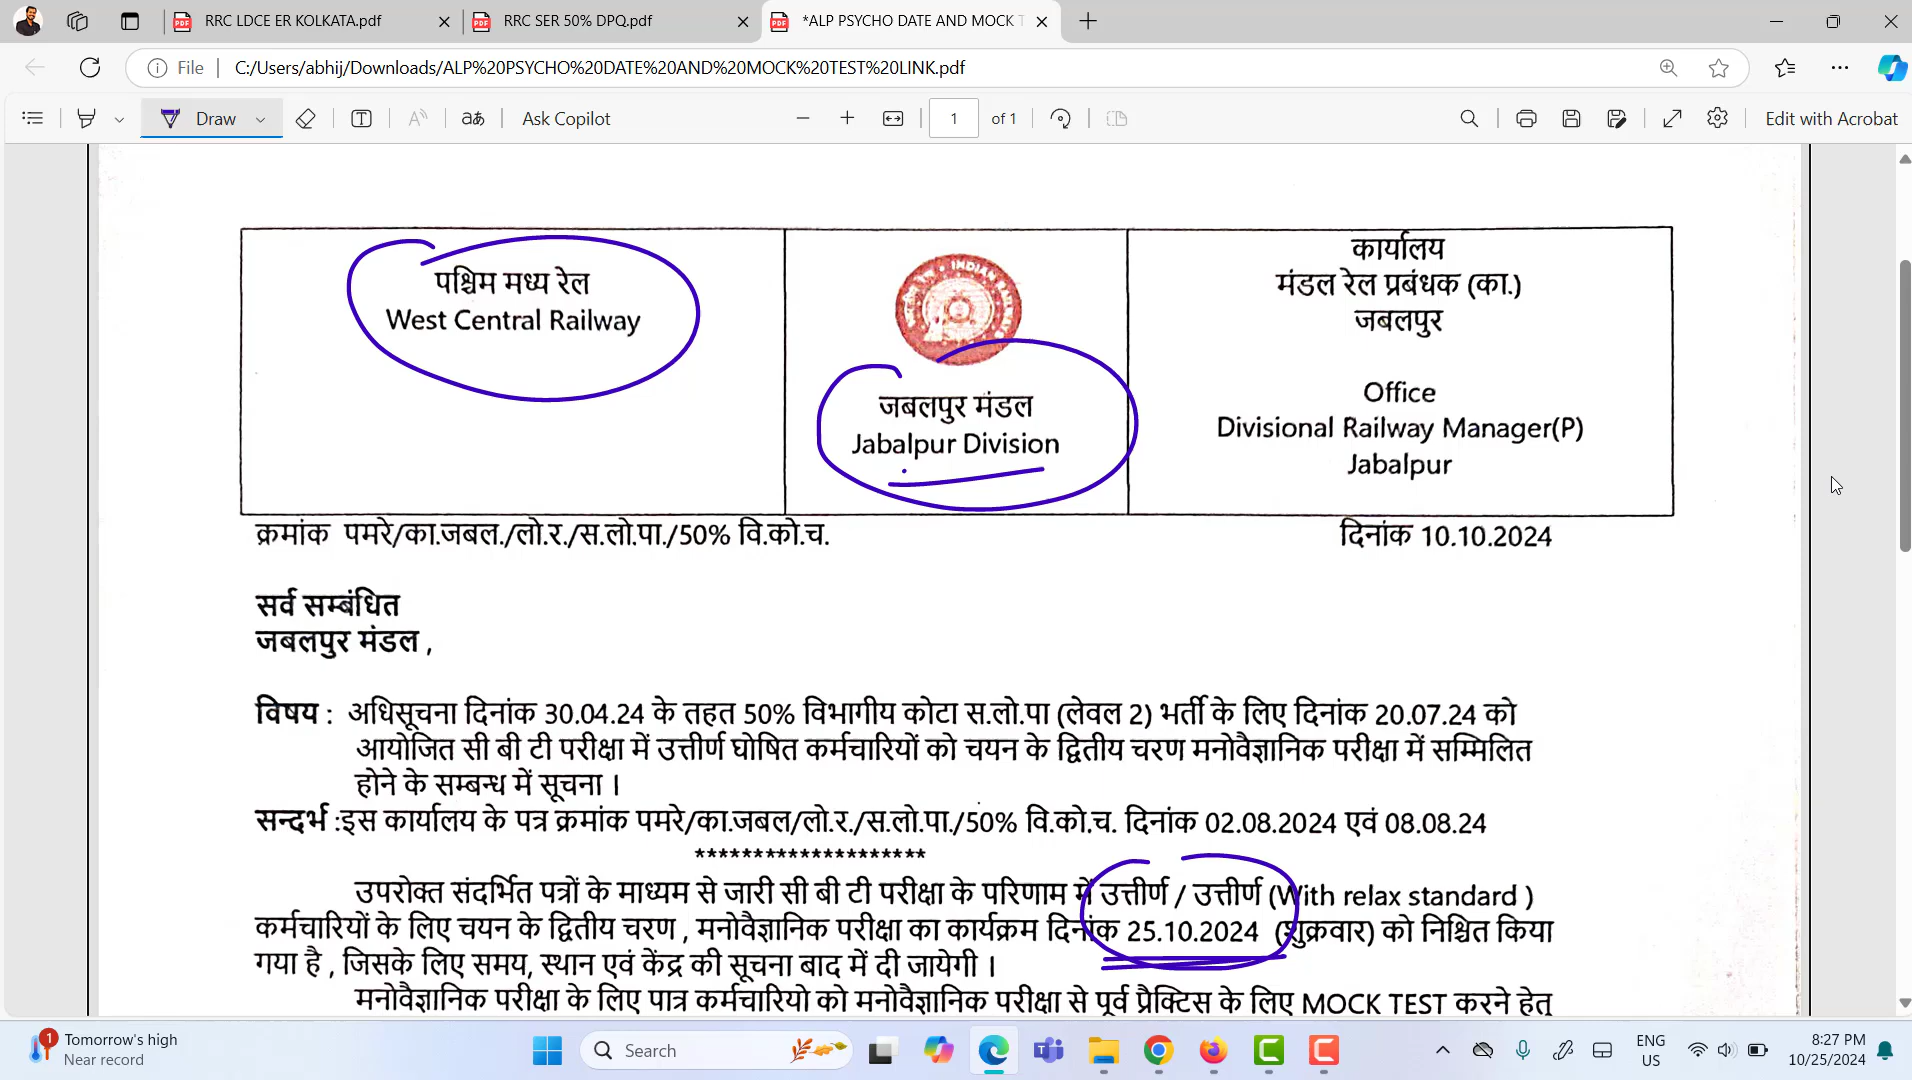 RRC LDCE ER KOLKATA.pdf
RRC SER 50% DPQ.pdf
*ALP PSYCHO DATE AND MOCK T
File
C:/Users/abhij/Downloads/ALP%20PSYCHO%20DATE%20AND%20MOCK%20TEST%20LINK.pdf
Draw
Ask Copilot
1 of 1
Edit with Acrobat
पश्चिम मध्य रेल
West Central Railway
INDIAN
जबलपुर मंडल
Jabalpur Division
कार्यालय
मंडल रेल प्रबंधक (का.)
जबलपुर
Office
Divisional Railway Manager(P)
Jabalpur
क्रमांक पमरे/का.जबल./लो.र./स.लो.पा./50% वि.को.च.
दिनांक 10.10.2024
सर्व सम्बंधित
जबलपुर मंडल ,
विषय : अधिसूचना दिनांक 30.04.24 के तहत 50% विभागीय कोटा स.लो.पा (लेवल 2) भर्ती के लिए दिनांक 20.07.24 को
आयोजित सी बी टी परीक्षा में उत्तीर्ण घोषित कर्मचारियों को चयन के द्वितीय चरण मनोवैज्ञानिक परीक्षा में सम्मिलित
होने के सम्बन्ध में सूचना ।
सन्दर्भ :इस कार्यालय के पत्र क्रमांक पमरे/का.जबल/लो.र./स.लो.पा./50% वि.को.च. दिनांक 02.08.2024 एवं 08.08.24
********************
उपरोक्त संदर्भित पत्रों के माध्यम से जारी सी बी टी परीक्षा के परिणाम में उत्तीर्ण / उत्तीर्ण (With relax standard )
कर्मचारियों के लिए चयन के द्वितीय चरण , मनोवैज्ञानिक परीक्षा का कार्यक्रम दिनांक 25.10.2024 (शुक्रवार) को निश्चित किया
गया है , जिसके लिए समय, स्थान एवं केंद्र की सूचना बाद में दी जायेगी ।
मनोवैज्ञानिक परीक्षा के लिए पात्र कर्मचारियो को मनोवैज्ञानिक परीक्षा से पूर्व प्रैक्टिस के लिए MOCK TEST करने हेतु
1
Tomorrow's high
Near record
Search
ENG
US
8:27 PM
10/25/2024